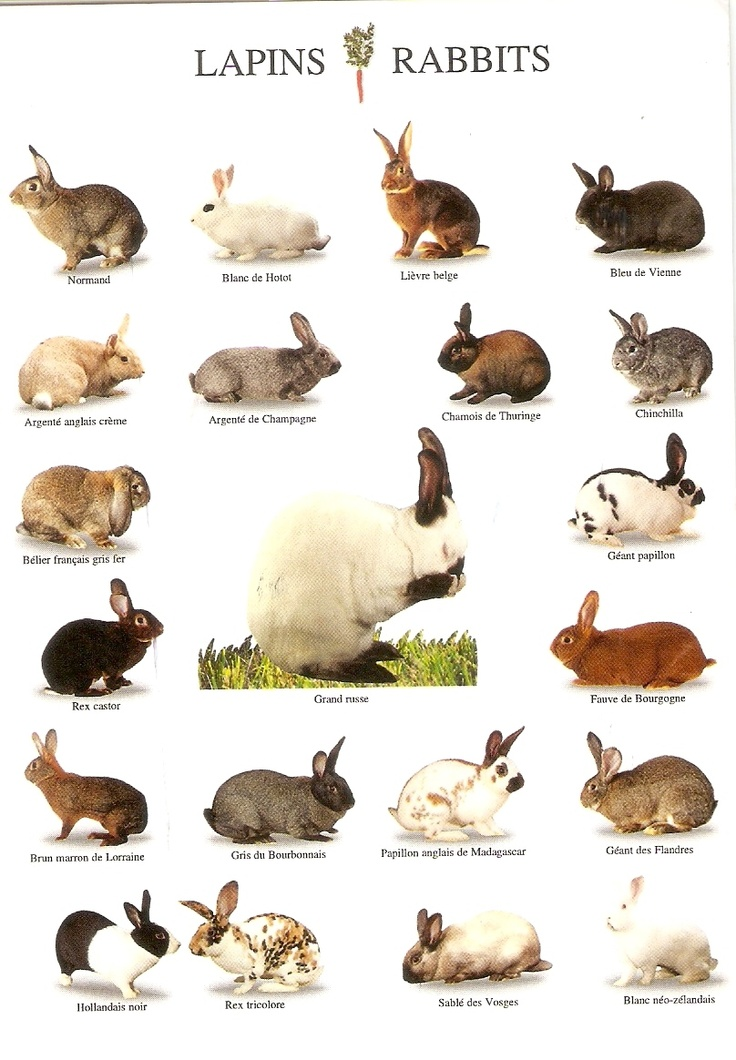 LAPINS RABBITS
Normand
Blanc de Hotot
Lièvre belge
Bleu de Vienne
Argenté anglais crème
Argenté de Champagne
Chamois de Thuringe
Chinchilla
Bélier français gris fer
Géant papillon
Rex castor
Grand russe
Fauve de Bourgogne
Brun marron de Lorraine
Gris du Bourbonnais
Papillon anglais de Madagascar
Géant des Flandres
Hollandais noir
Rex tricolore
Sablé des Vosges
Blanc néo-zélandais